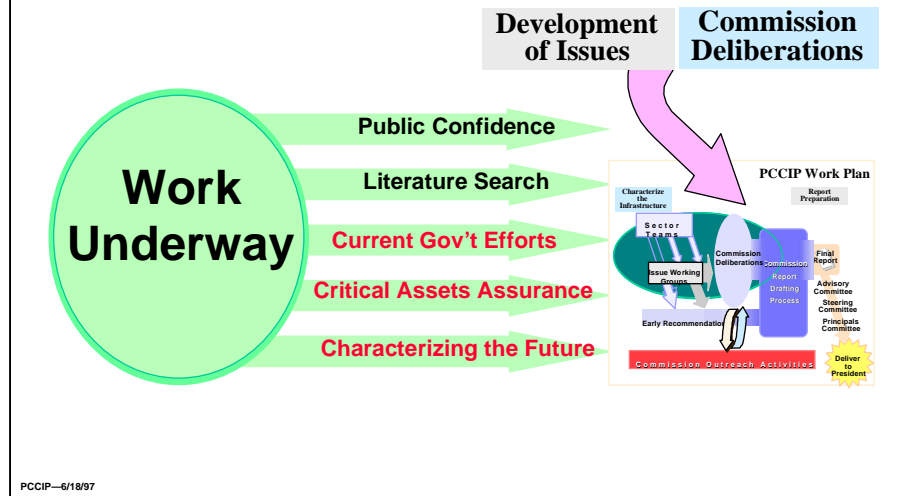 Development
of Issues
Commission
Deliberations
Work
Underway
Public Confidence
Literature Search
Current Gov't Efforts
Critical Assets Assurance
Characterizing the Future
PCCIP Work Plan
Characterize
the
Infrastructure
Report
Preparation
Sector
Teams
Issue Working
Groups
Commission
Deliberations
Commission
Report
Drafting
Process
Final
Report
Advisory
Committee
Steering
Committee
Principals
Committee
Early Recommendation
Commission Outreach Activities
Deliver
to
President
PCCIP—6/18/97